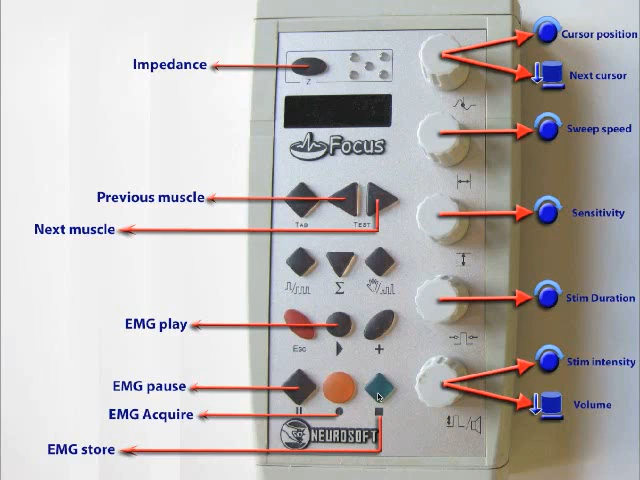 Cursor position
Impedance
Next cursor
Z
Focus
Sweep speed
Previous muscle
Next muscle
TAB
TEST
Sensitivity
Σ
Stim Duration
EMG play
Esc
+
Stim intensity
EMG pause
Volume
EMG Acquire
NEUROSOFT
EMG store